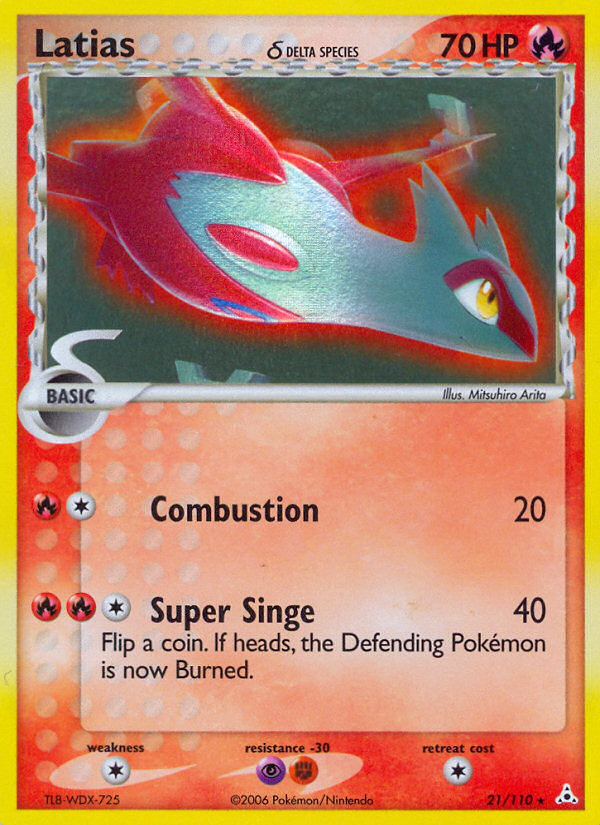 Latias
δ DELTA SPECIES
70 HP
BASIC
Illus. Mitsuhiro Arita
Combustion 20
Super Singe 40
Flip a coin. If heads, the Defending Pokémon
is now Burned.
weakness
resistance -30
retreat cost
TLB-WDX-725
©2006 Pokémon/Nintendo
21/110 ★